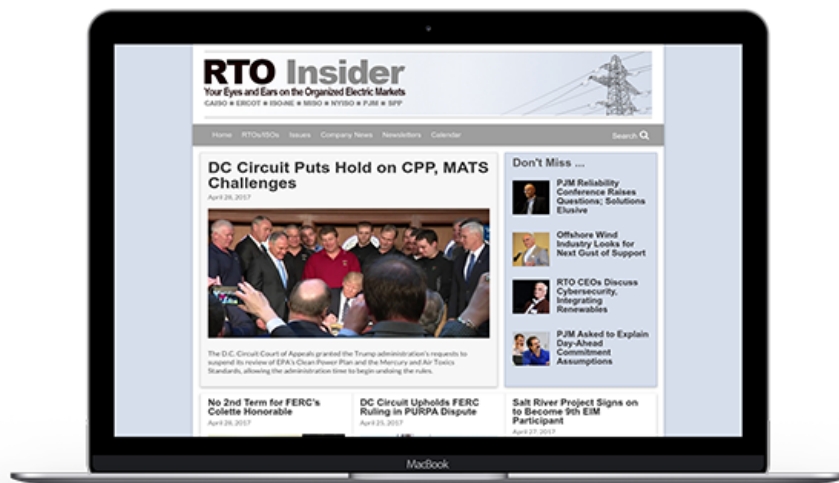 RTO Insider
Your Eyes and Ears on the Organized Electric Markets
CAISO ■ ERCOT ■ ISO-NE ■ MISO ■ NYISO ■ PJM ■ SPP
Home RTOs/ISOs Issues Company News Newsletters Calendar Search
DC Circuit Puts Hold on CPP, MATS
Challenges
April 28, 2017
The D.C. Circuit Court of Appeals granted the Trump administration's requests to
suspend its review of EPA's Clean Power Plan and the Mercury and Air Toxics
Standards, allowing the administration time to begin undoing the rules.
Don't Miss ...
PJM Reliability
Conference Raises
Questions; Solutions
Elusive
Offshore Wind
Industry Looks for
Next Gust of Support
RTO CEOs Discuss
Cybersecurity,
Integrating
Renewables
PJM Asked to Explain
Day-Ahead
Commitment
Assumptions
No 2nd Term for FERC's
Colette Honorable
April 28, 2017
DC Circuit Upholds FERC
Ruling in PURPA Dispute
April 25, 2017
Salt River Project Signs on
to Become 9th EIM
Participant
April 27, 2017
MacBook